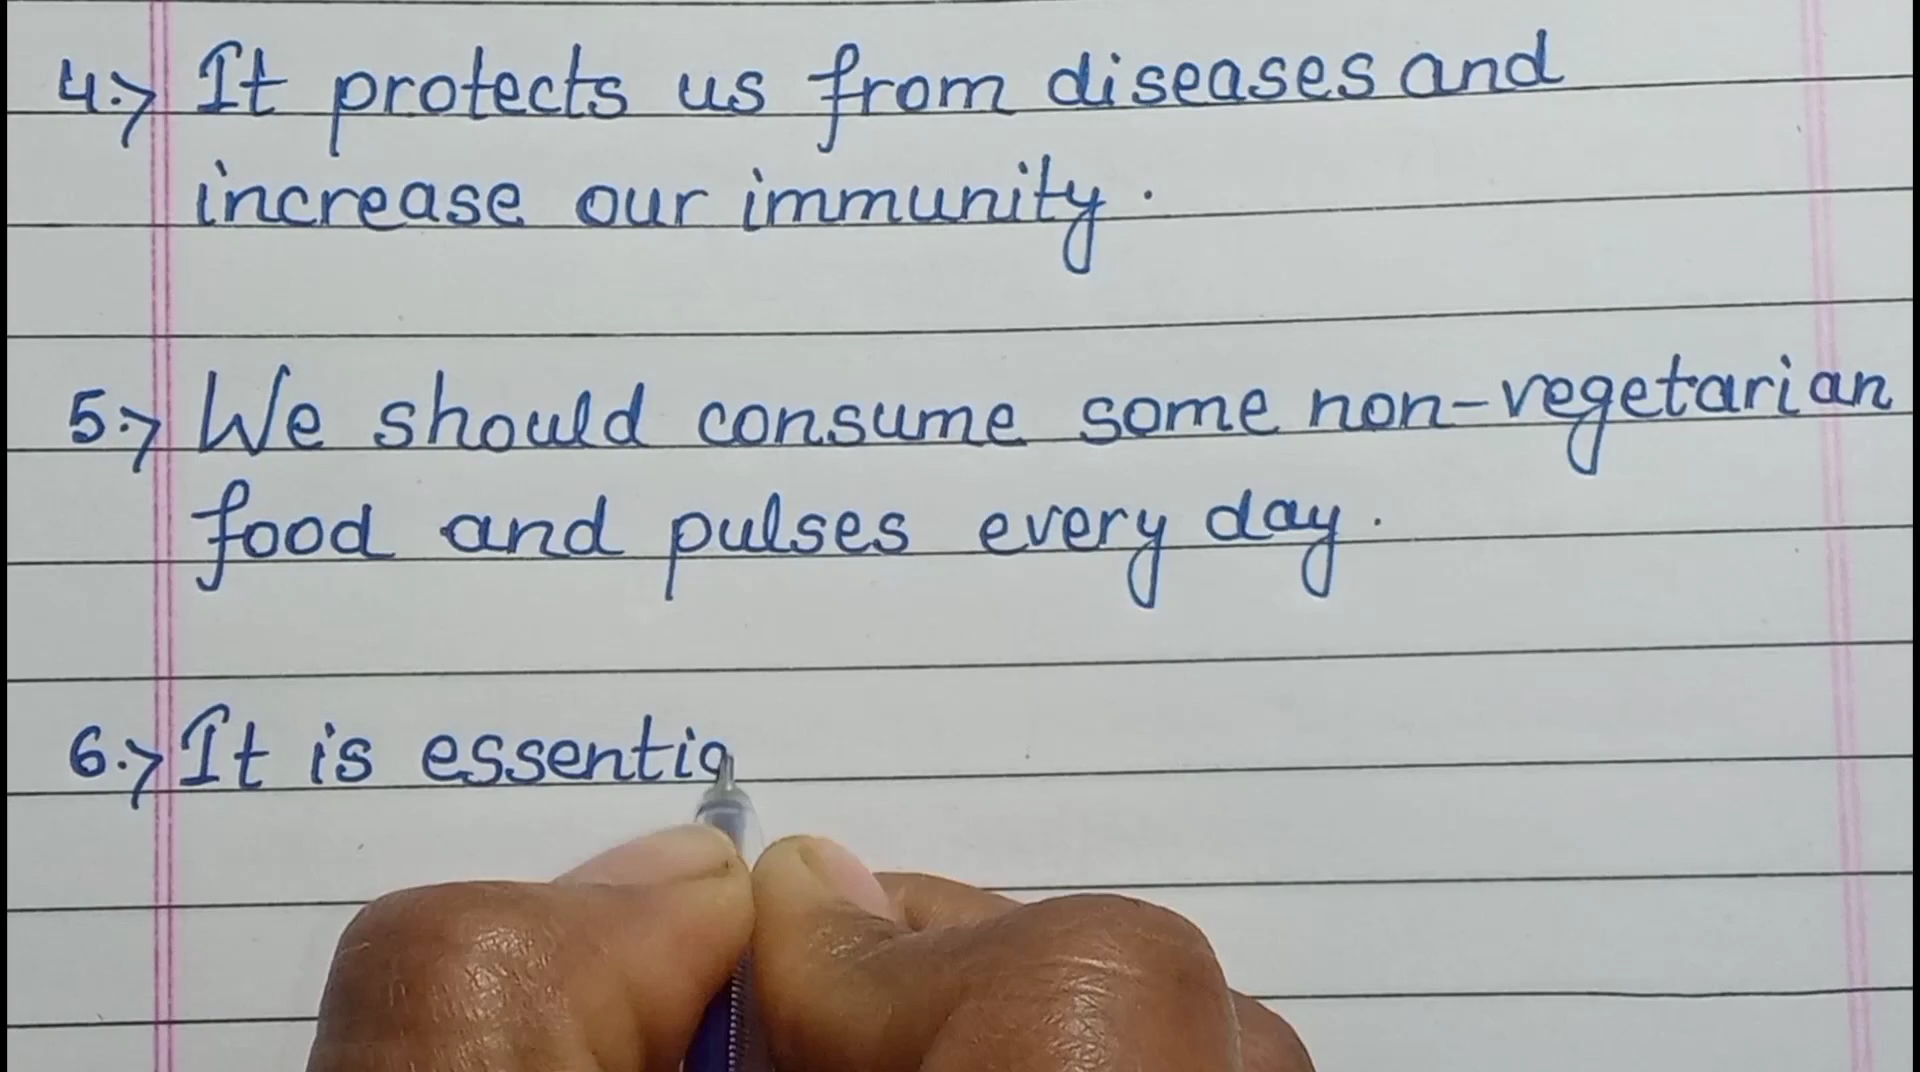 4.> It protects us from diseases and
increase our immunity.
5.> We should consume some non-vegetarian
food and pulses every day.
6.> It is essentia